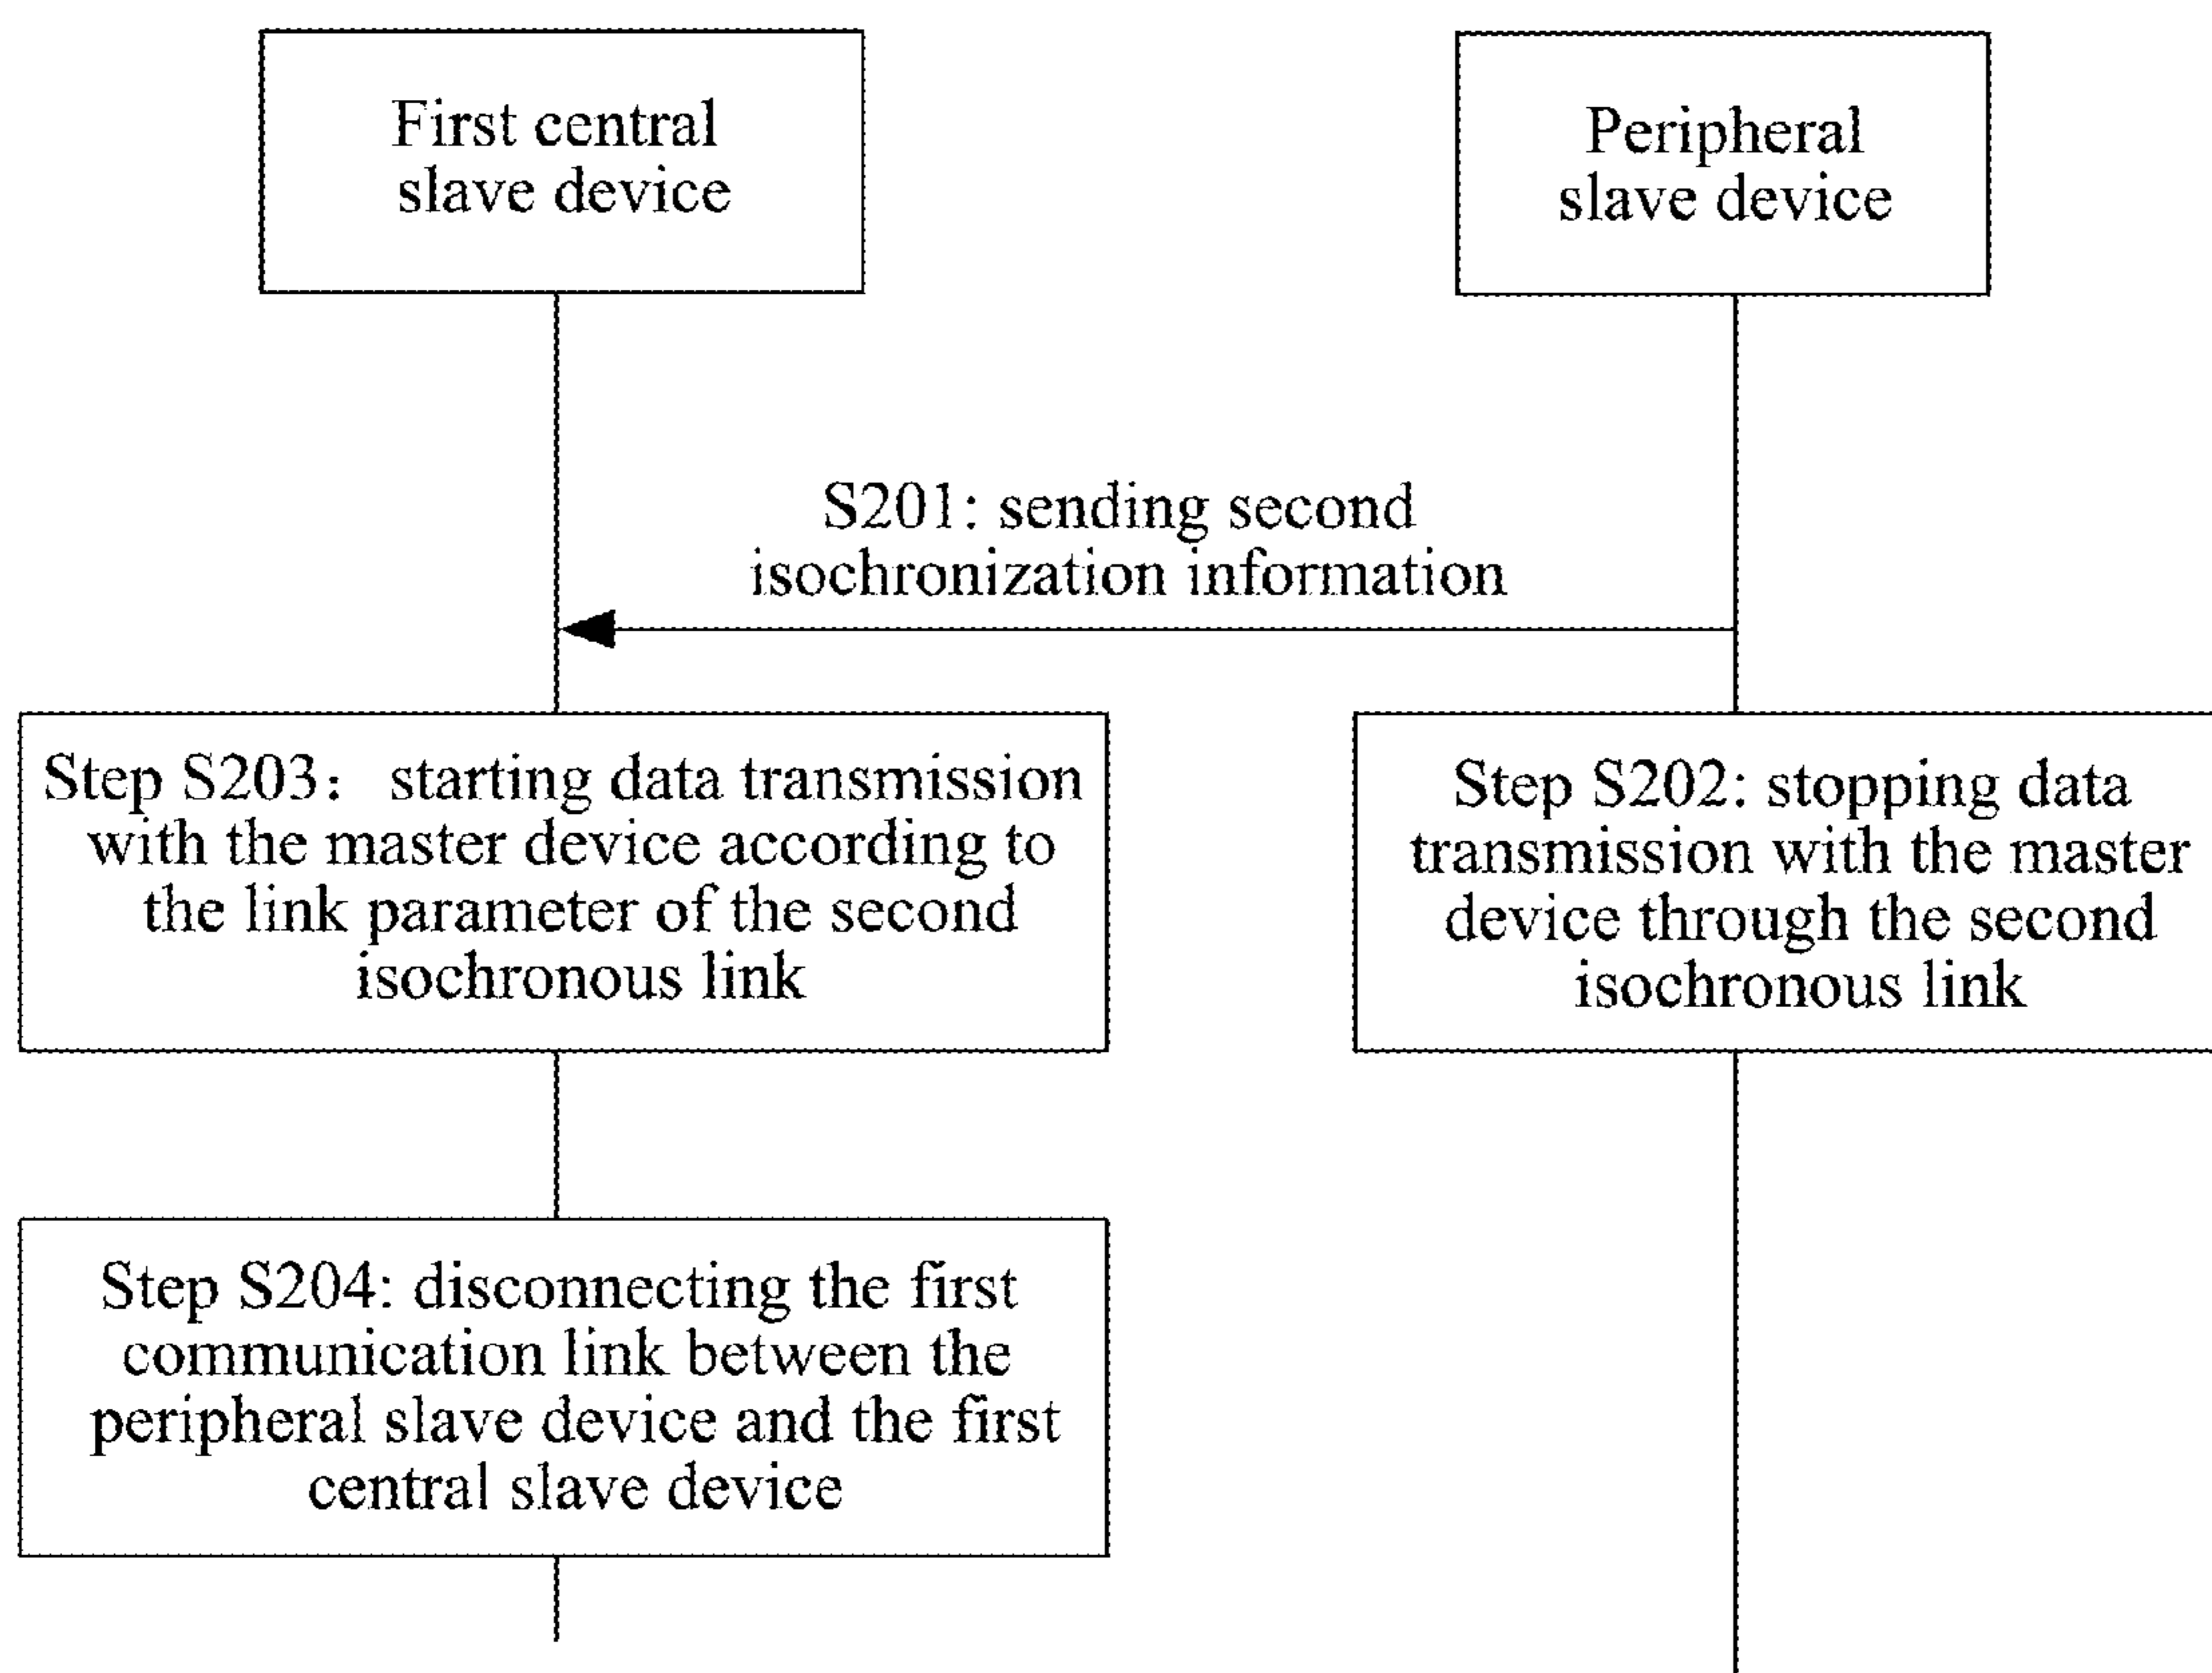 First central
slave device
Peripheral
slave device
S201: sending second
isochronization information
Step S203： starting data transmission
with the master device according to
the link parameter of the second
isochronous link
Step S202: stopping data
transmission with the master
device through the second
isochronous link
Step S204: disconnecting the first
communication link between the
peripheral slave device and the first
central slave device